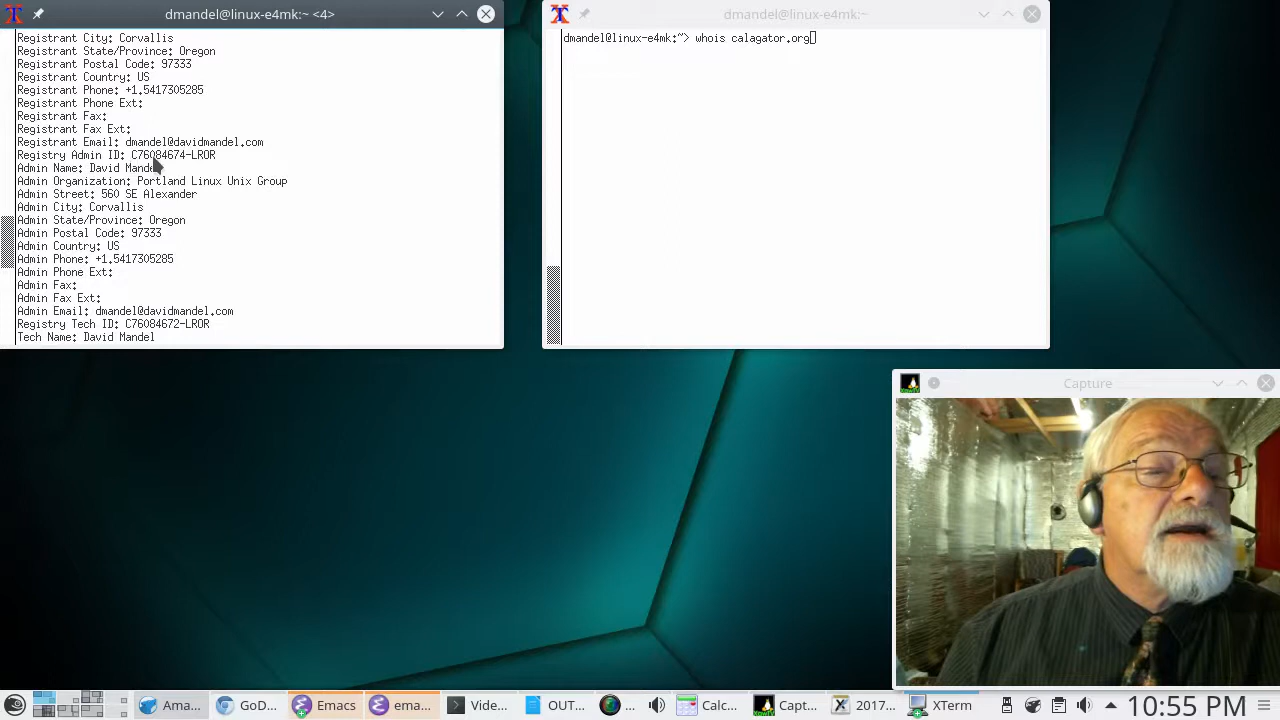 dmandel@linux-e4mk:~ <4>
Registrant City: Corvallis
Registrant State/Province: Oregon
Registrant Postal Code: 97333
Registrant Country: US
Registrant Phone: +1.5417305285
Registrant Phone Ext:
Registrant Fax:
Registrant Fax Ext:
Registrant Email: dmandel@davidmandel.com
Registry Admin ID: C76084674-LROR
Admin Name: David Mandel
Admin Organization: Portland Linux Unix Group
Admin Street: 560 SE Alexander
Admin City: Corvallis
Admin State/Province: Oregon
Admin Postal Code: 97333
Admin Country: US
Admin Phone: +1.5417305285
Admin Phone Ext:
Admin Fax:
Admin Fax Ext:
Admin Email: dmandel@davidmandel.com
Registry Tech ID: C76084672-LROR
Tech Name: David Mandel
dmandel@linux-e4mk:~
dmandel@linux-e4mk:~> whois calagator.org
Capture
Ama... GoD... Emacs ema... Vide... OUT... ... Calc... Capt... 2017... XTerm 10:55 PM